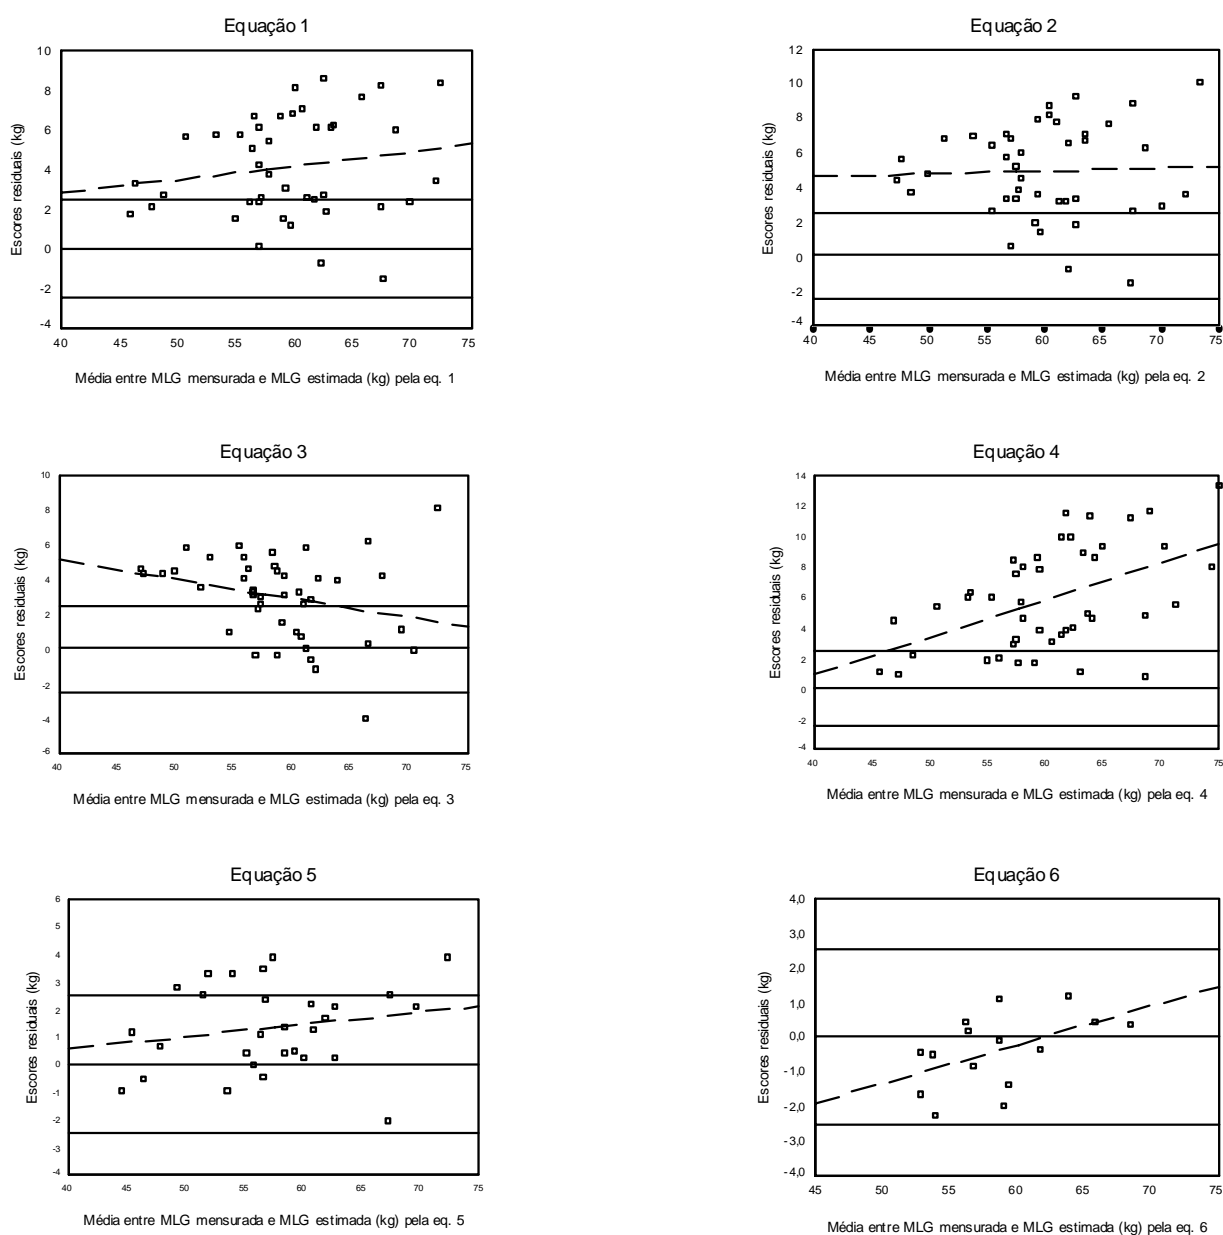 Equação 1
10
8
6
4
2
0
-2
-4
40 45 50 55 60 65 70 75
Escores residuais (kg)
Média entre MLG mensurada e MLG estimada (kg) pela eq. 1
Equação 2
12
10
8
6
4
2
0
-2
-4
40 45 50 55 60 65 70 75
Escores residuais (kg)
Média entre MLG mensurada e MLG estimada (kg) pela eq. 2
Equação 3
10
8
6
4
2
0
-2
-4
-6
40 45 50 55 60 65 70 75
Escores residuais (kg)
Média entre MLG mensurada e MLG estimada (kg) pela eq. 3
Equação 4
14
12
10
8
6
4
2
0
-2
-4
40 45 50 55 60 65 70 75
Escores residuais (kg)
Média entre MLG mensurada e MLG estimada (kg) pela eq. 4
Equação 5
6
5
4
3
2
1
0
-1
-2
-3
-4
40 45 50 55 60 65 70 75
Escores residuais (kg)
Média entre MLG mensurada e MLG estimada (kg) pela eq. 5
Equação 6
4,0
3,0
2,0
1,0
0,0
-1,0
-2,0
-3,0
-4,0
45 50 55 60 65 70 75
Escores residuais (kg)
Média entre MLG mensurada e MLG estimada (kg) pela eq. 6